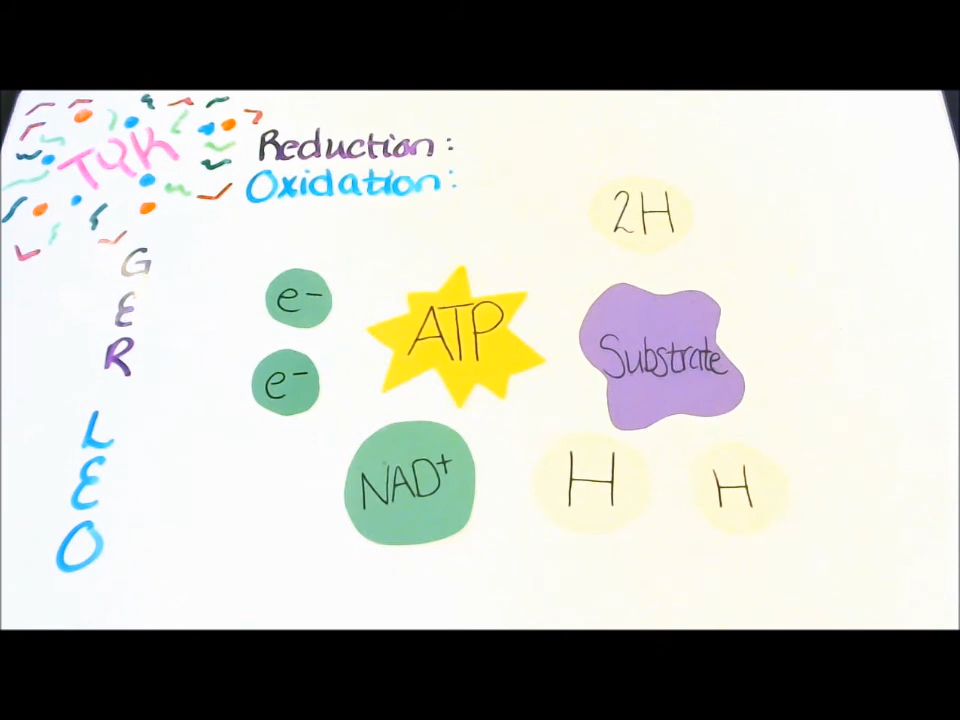 TYK
Reduction:
Oxidation:
G
E
R
L
E
O
2H
e-
ATP
e-
Substrate
NAD+
H
H